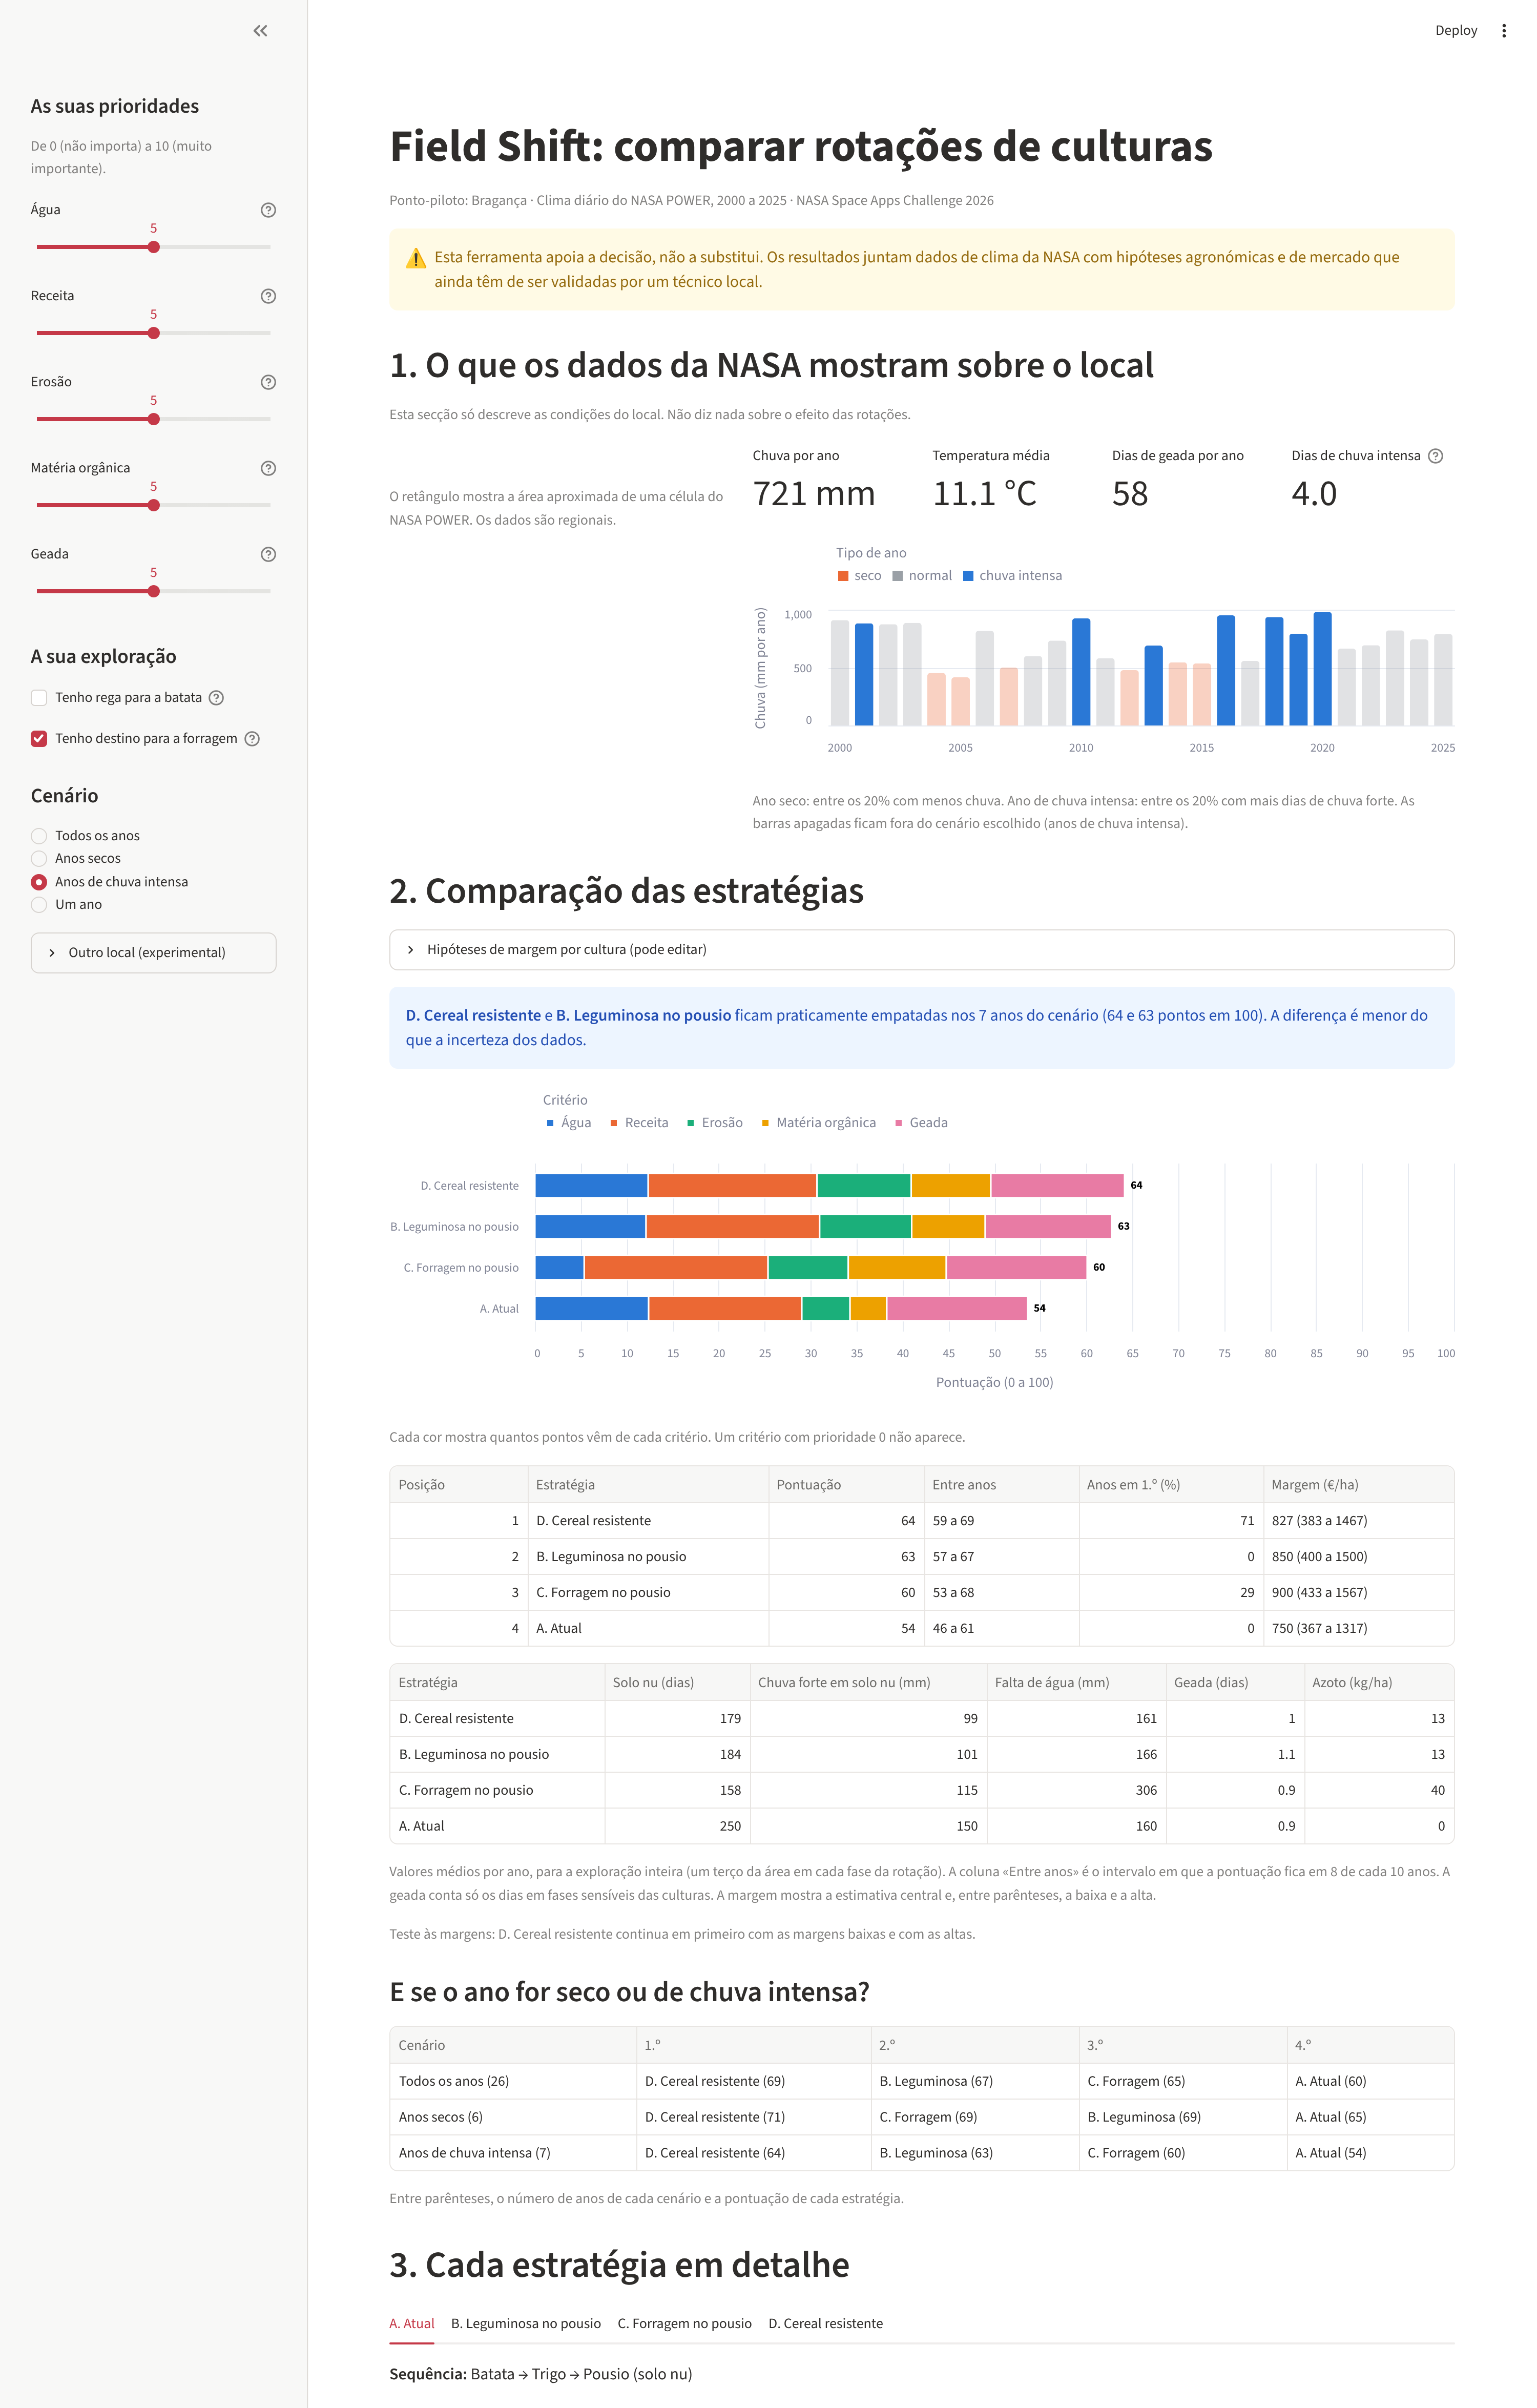 Deploy
As suas prioridades
De 0 (não importa) a 10 (muito
importante).
Água
5
Receita
5
Erosão
5
Matéria orgânica
5
Geada
5
A sua exploração
Tenho rega para a batata
Tenho destino para a forragem
Cenário
Todos os anos
Anos secos
Anos de chuva intensa
Um ano
Outro local (experimental)
Field Shift: comparar rotações de culturas
Ponto-piloto: Bragança · Clima diário do NASA POWER, 2000 a 2025 · NASA Space Apps Challenge 2026
Esta ferramenta apoia a decisão, não a substitui. Os resultados juntam dados de clima da NASA com hipóteses agronómicas e de mercado que
ainda têm de ser validadas por um técnico local.
1. O que os dados da NASA mostram sobre o local
Esta secção só descreve as condições do local. Não diz nada sobre o efeito das rotações.
O retângulo mostra a área aproximada de uma célula do
NASA POWER. Os dados são regionais.
Chuva por ano Temperatura média Dias de geada por ano Dias de chuva intensa
721 mm 11.1 °C 58 4.0
Tipo de ano
seco normal chuva intensa
Chuva (mm por ano)
1,000
500
0
2000 2005 2010 2015 2020 2025
Ano seco: entre os 20% com menos chuva. Ano de chuva intensa: entre os 20% com mais dias de chuva forte. As
barras apagadas ficam fora do cenário escolhido (anos de chuva intensa).
2. Comparação das estratégias
Hipóteses de margem por cultura (pode editar)
D. Cereal resistente e B. Leguminosa no pousio ficam praticamente empatadas nos 7 anos do cenário (64 e 63 pontos em 100). A diferença é menor do
que a incerteza dos dados.
Critério
Água Receita Erosão Matéria orgânica Geada
D. Cereal resistente 64
B. Leguminosa no pousio 63
C. Forragem no pousio 60
A. Atual 54
0 5 10 15 20 25 30 35 40 45 50 55 60 65 70 75 80 85 90 95 100
Pontuação (0 a 100)
Cada cor mostra quantos pontos vêm de cada critério. Um critério com prioridade 0 não aparece.
Posição Estratégia Pontuação Entre anos Anos em 1.º (%) Margem (€/ha)
1 D. Cereal resistente 64 59 a 69 71 827 (383 a 1467)
2 B. Leguminosa no pousio 63 57 a 67 0 850 (400 a 1500)
3 C. Forragem no pousio 60 53 a 68 29 900 (433 a 1567)
4 A. Atual 54 46 a 61 0 750 (367 a 1317)
Estratégia Solo nu (dias) Chuva forte em solo nu (mm) Falta de água (mm) Geada (dias) Azoto (kg/ha)
D. Cereal resistente 179 99 161 1 13
B. Leguminosa no pousio 184 101 166 1.1 13
C. Forragem no pousio 158 115 306 0.9 40
A. Atual 250 150 160 0.9 0
Valores médios por ano, para a exploração inteira (um terço da área em cada fase da rotação). A coluna «Entre anos» é o intervalo em que a pontuação fica em 8 de cada 10 anos. A
geada conta só os dias em fases sensíveis das culturas. A margem mostra a estimativa central e, entre parênteses, a baixa e a alta.
Teste às margens: D. Cereal resistente continua em primeiro com as margens baixas e com as altas.
E se o ano for seco ou de chuva intensa?
Cenário 1.º 2.º 3.º 4.º
Todos os anos (26) D. Cereal resistente (69) B. Leguminosa (67) C. Forragem (65) A. Atual (60)
Anos secos (6) D. Cereal resistente (71) C. Forragem (69) B. Leguminosa (69) A. Atual (65)
Anos de chuva intensa (7) D. Cereal resistente (64) B. Leguminosa (63) C. Forragem (60) A. Atual (54)
Entre parênteses, o número de anos de cada cenário e a pontuação de cada estratégia.
3. Cada estratégia em detalhe
A. Atual B. Leguminosa no pousio C. Forragem no pousio D. Cereal resistente
Sequência: Batata → Trigo → Pousio (solo nu)